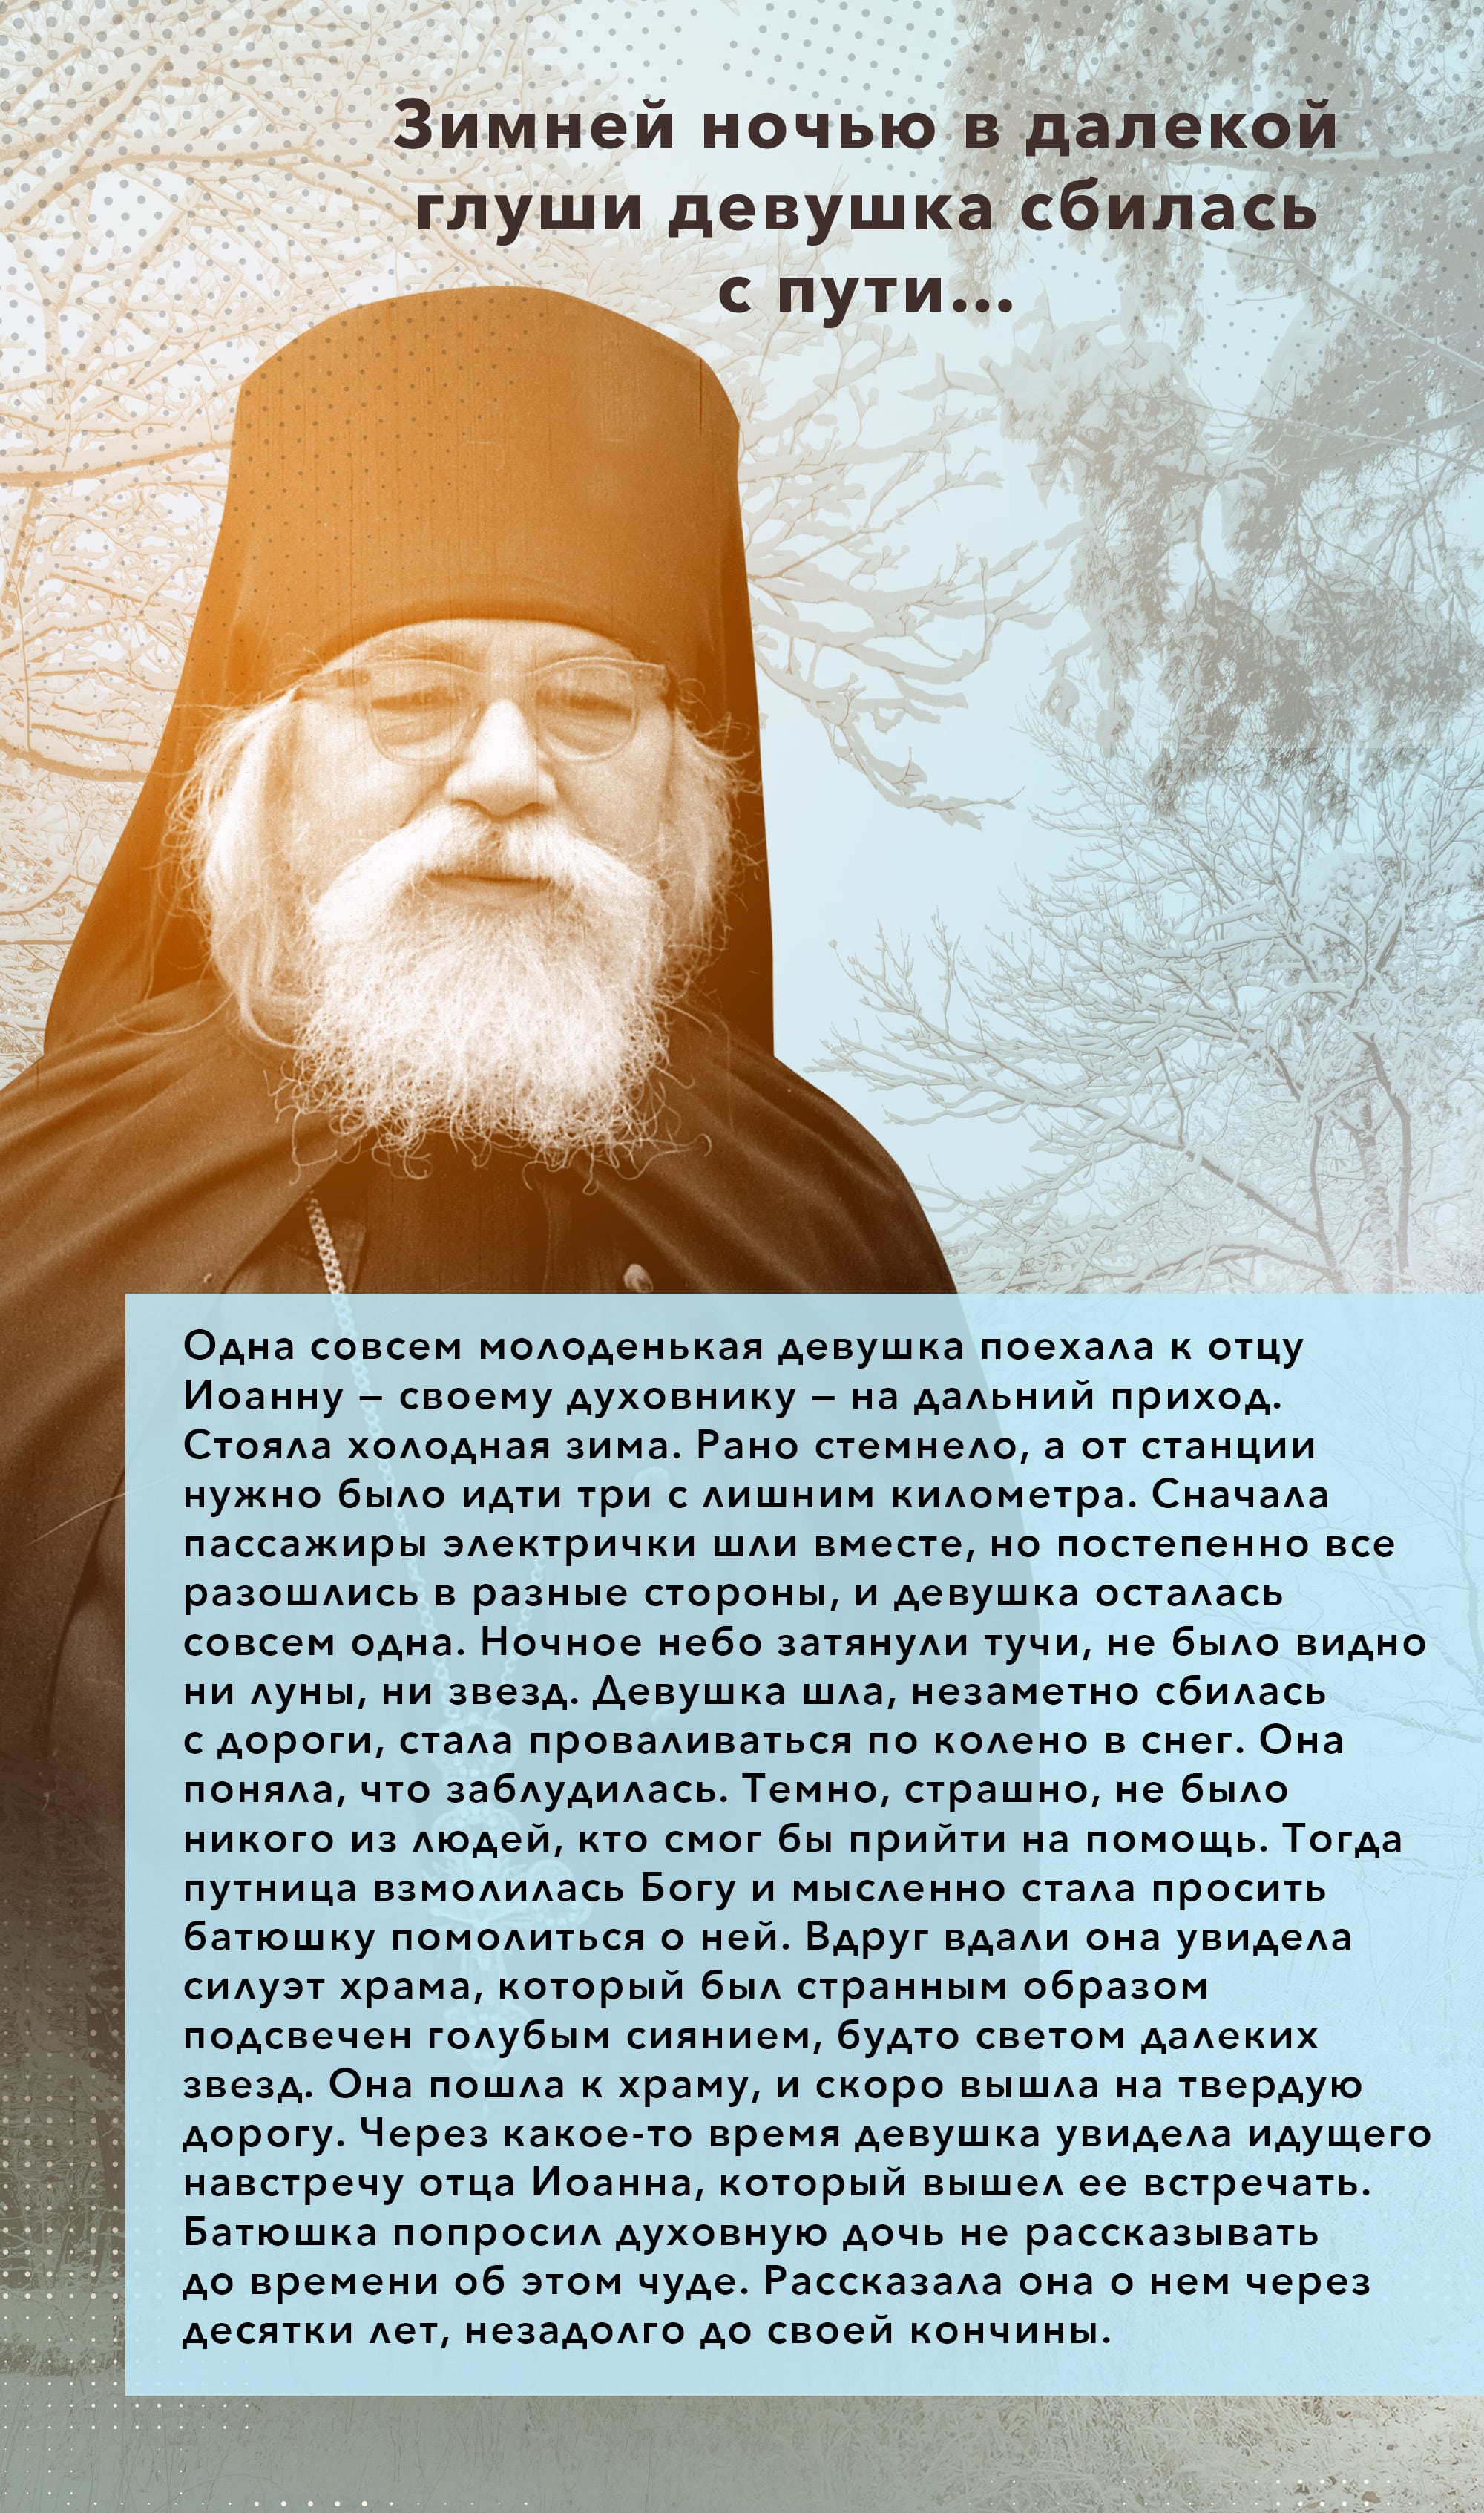 Зимней ночью в далекой
глуши девушка сбилась
с пути...
Одна совсем молоденькая девушка поехала к отцу
Иоанну – своему духовнику – на дальний приход.
Стояла холодная зима. Рано стемнело, а от станции
нужно было идти три с лишним километра. Сначала
пассажиры электрички шли вместе, но постепенно все
разошлись в разные стороны, и девушка осталась
совсем одна. Ночное небо затянули тучи, не было видно
ни луны, ни звезд. Девушка шла, незаметно сбилась
с дороги, стала проваливаться по колено в снег. Она
поняла, что заблудилась. Темно, страшно, не было
никого из людей, кто смог бы прийти на помощь. Тогда
путница взмолилась Богу и мысленно стала просить
батюшку помолиться о ней. Вдруг вдали она увидела
силуэт храма, который был странным образом
подсвечен голубым сиянием, будто светом далеких
звезд. Она пошла к храму, и скоро вышла на твердую
дорогу. Через какое-то время девушка увидела идущего
навстречу отца Иоанна, который вышел ее встречать.
Батюшка попросил духовную дочь не рассказывать
до времени об этом чуде. Рассказала она о нем через
десятки лет, незадолго до своей кончины.